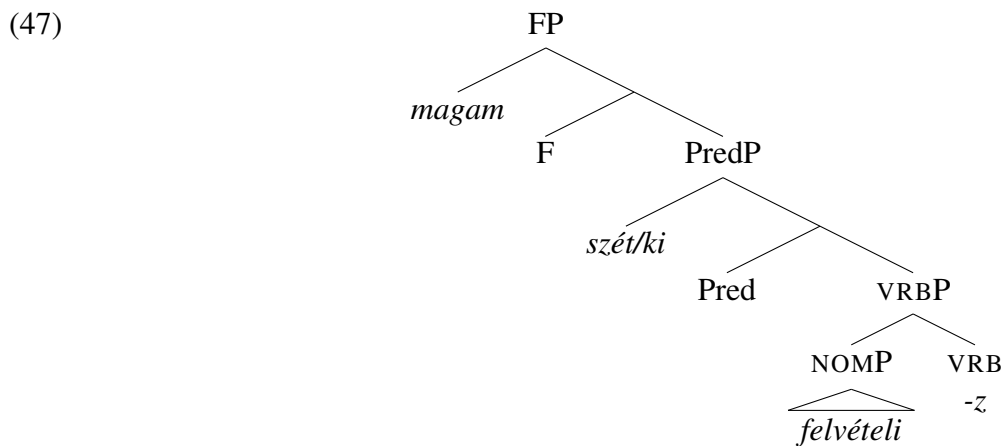 (47) FP
magam
F PredP
szét/ki
Pred VRBP
NOMP VRB
-z
felvételi